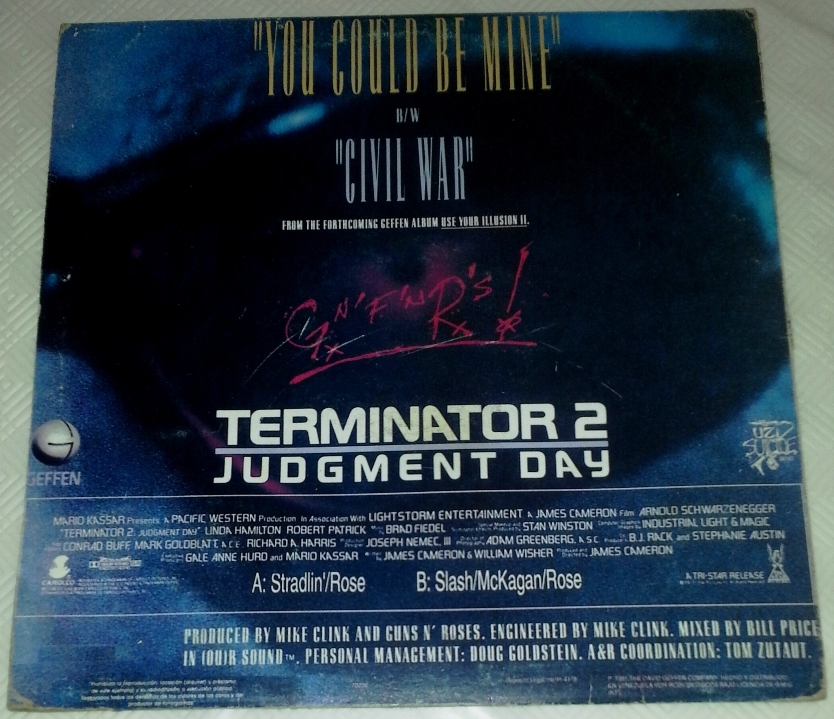 "YOU COULD BE MINE"
B/W
"CIVIL WAR"
FROM THE FORTHCOMING GEFFEN ALBUM USE YOUR ILLUSION II.
G N' F' N R'S!
TERMINATOR 2
JUDGMENT DAY
GEFFEN
UZI
SUICIDE
MARIO KASSAR Presents A PACIFIC WESTERN Production In Association With LIGHTSTORM ENTERTAINMENT A JAMES CAMERON Film ARNOLD SCHWARZENEGGER
"TERMINATOR 2: JUDGMENT DAY" LINDA HAMILTON ROBERT PATRICK BRAD FIEDEL STAN WINSTON INDUSTRIAL LIGHT & MAGIC
CONRAD BUFF MARK GOLDBLATT, A.C.E. RICHARD A. HARRIS JOSEPH NEMEC, III ADAM GREENBERG, A.S.C. B.J. RACK and STEPHANIE AUSTIN
GALE ANNE HURD and MARIO KASSAR JAMES CAMERON & WILLIAM WISHER JAMES CAMERON
CAROLCO
A: Stradlin'/Rose B: Slash/McKagan/Rose
A TRI-STAR RELEASE
PRODUCED BY MIKE CLINK AND GUNS N' ROSES. ENGINEERED BY MIKE CLINK. MIXED BY BILL PRICE
IN (OU)R SOUND™. PERSONAL MANAGEMENT: DOUG GOLDSTEIN. A&R COORDINATION: TOM ZUTAUT.